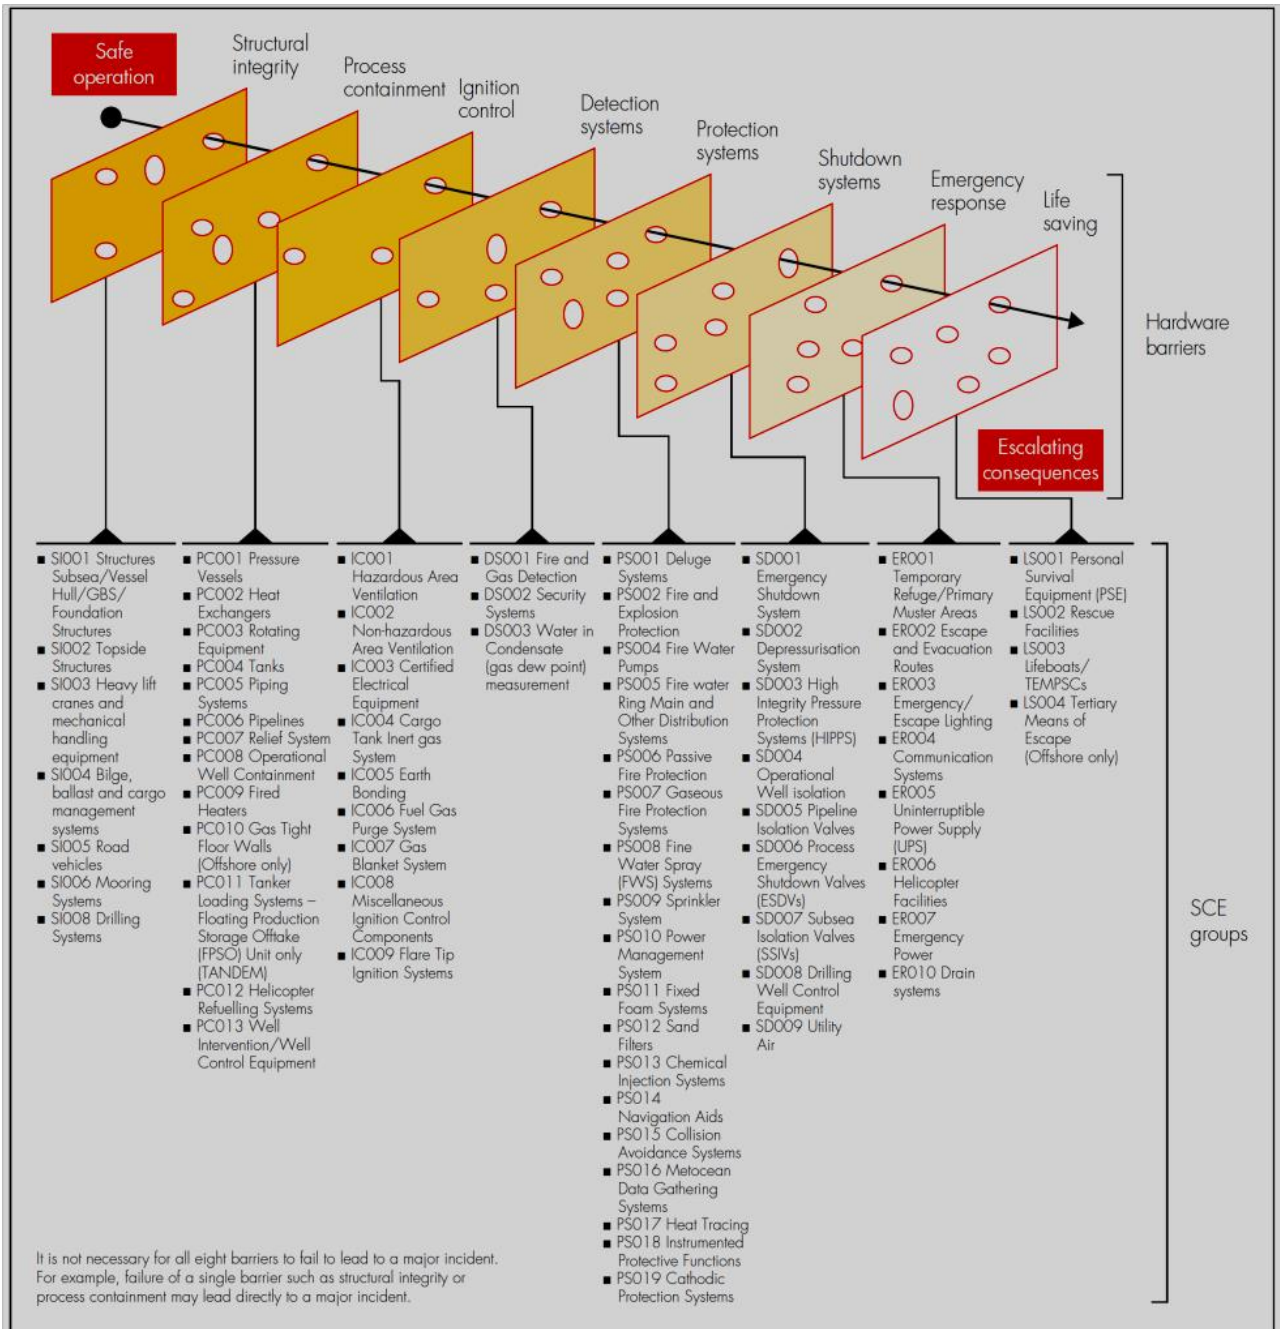 Safe
operation
Structural
integrity
Process
containment
Ignition
control
Detection
systems
Protection
systems
Shutdown
systems
Emergency
response
Life
saving
Hardware
barriers
Escalating
consequences
■ SI001 Structures
Subsea/Vessel
Hull/GBS/
Foundation
Structures
■ SI002 Topside
Structures
■ SI003 Heavy lift
cranes and
mechanical
handling
equipment
■ SI004 Bilge,
ballast and cargo
management
systems
■ SI005 Road
vehicles
■ SI006 Mooring
Systems
■ SI008 Drilling
Systems
■ PC001 Pressure
Vessels
■ PC002 Heat
Exchangers
■ PC003 Rotating
Equipment
■ PC004 Tanks
■ PC005 Piping
Systems
■ PC006 Pipelines
■ PC007 Relief System
■ PC008 Operational
Well Containment
■ PC009 Fired
Heaters
■ PC010 Gas Tight
Floor Walls
(Offshore only)
■ PC011 Tanker
Loading Systems –
Floating Production
Storage Offtake
(FPSO) Unit only
(TANDEM)
■ PC012 Helicopter
Refuelling Systems
■ PC013 Well
Intervention/Well
Control Equipment
■ IC001
Hazardous Area
Ventilation
■ IC002
Non-hazardous
Area Ventilation
■ IC003 Certified
Electrical
Equipment
■ IC004 Cargo
Tank Inert gas
System
■ IC005 Earth
Bonding
■ IC006 Fuel Gas
Purge System
■ IC007 Gas
Blanket System
■ IC008
Miscellaneous
Ignition Control
Components
■ IC009 Flare Tip
Ignition Systems
■ DS001 Fire and
Gas Detection
■ DS002 Security
Systems
■ DS003 Water in
Condensate
(gas dew point)
measurement
■ PS001 Deluge
Systems
■ PS002 Fire and
Explosion
Protection
■ PS004 Fire Water
Pumps
■ PS005 Fire water
Ring Main and
Other Distribution
Systems
■ PS006 Passive
Fire Protection
■ PS007 Gaseous
Fire Protection
Systems
■ PS008 Fine
Water Spray
(FWS) Systems
■ PS009 Sprinkler
System
■ PS010 Power
Management
System
■ PS011 Fixed
Foam Systems
■ PS012 Sand
Filters
■ PS013 Chemical
Injection Systems
■ PS014
Navigation Aids
■ PS015 Collision
Avoidance Systems
■ PS016 Metocean
Data Gathering
Systems
■ PS017 Heat Tracing
■ PS018 Instrumented
Protective Functions
■ PS019 Cathodic
Protection Systems
■ SD001
Emergency
Shutdown
System
■ SD002
Depressurisation
System
■ SD003 High
Integrity Pressure
Protection
Systems (HIPPS)
■ SD004
Operational
Well isolation
■ SD005 Pipeline
Isolation Valves
■ SD006 Process
Emergency
Shutdown Valves
(ESDVs)
■ SD007 Subsea
Isolation Valves
(SSIVs)
■ SD008 Drilling
Well Control
Equipment
■ SD009 Utility
Air
■ ER001
Temporary
Refuge/Primary
Muster Areas
■ ER002 Escape
and Evacuation
Routes
■ ER003
Emergency/
Escape Lighting
■ ER004
Communication
Systems
■ ER005
Uninterruptible
Power Supply
(UPS)
■ ER006
Helicopter
Facilities
■ ER007
Emergency
Power
■ ER010 Drain
systems
■ LS001 Personal
Survival
Equipment (PSE)
■ LS002 Rescue
Facilities
■ LS003
Lifeboats/
TEMPSCs
■ LS004 Tertiary
Means of
Escape
(Offshore only)
SCE
groups
It is not necessary for all eight barriers to fail to lead to a major incident.
For example, failure of a single barrier such as structural integrity or
process containment may lead directly to a major incident.